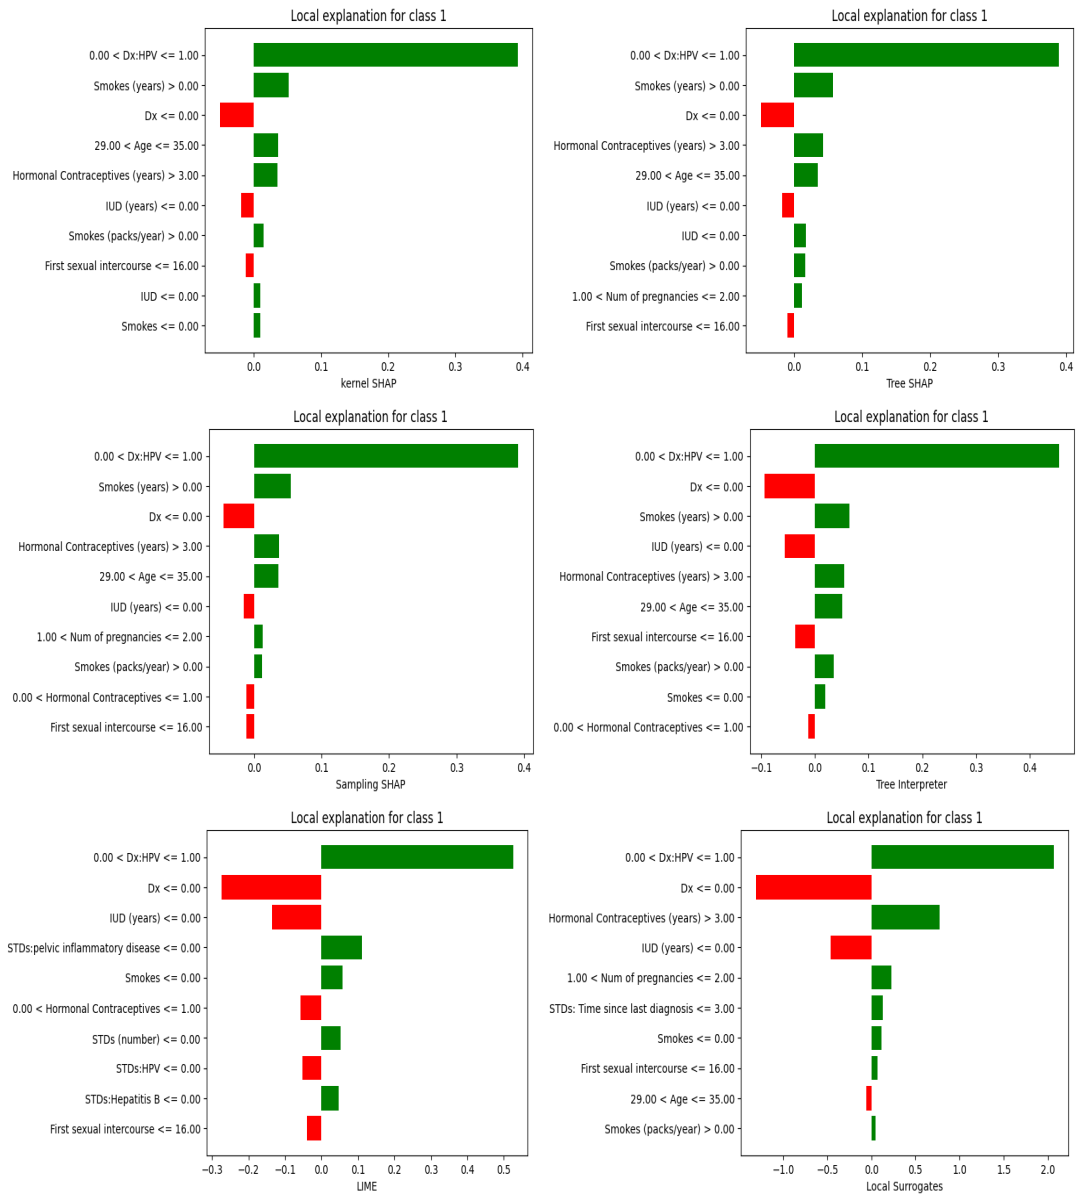 Local explanation for class 1
0.00 < Dx:HPV <= 1.00
Smokes (years) > 0.00
Dx <= 0.00
29.00 < Age <= 35.00
Hormonal Contraceptives (years) > 3.00
IUD (years) <= 0.00
Smokes (packs/year) > 0.00
First sexual intercourse <= 16.00
IUD <= 0.00
Smokes <= 0.00
0.0 0.1 0.2 0.3 0.4
kernel SHAP
Local explanation for class 1
0.00 < Dx:HPV <= 1.00
Smokes (years) > 0.00
Dx <= 0.00
Hormonal Contraceptives (years) > 3.00
29.00 < Age <= 35.00
IUD (years) <= 0.00
IUD <= 0.00
Smokes (packs/year) > 0.00
1.00 < Num of pregnancies <= 2.00
First sexual intercourse <= 16.00
0.0 0.1 0.2 0.3 0.4
Tree SHAP
Local explanation for class 1
0.00 < Dx:HPV <= 1.00
Smokes (years) > 0.00
Dx <= 0.00
Hormonal Contraceptives (years) > 3.00
29.00 < Age <= 35.00
IUD (years) <= 0.00
1.00 < Num of pregnancies <= 2.00
Smokes (packs/year) > 0.00
0.00 < Hormonal Contraceptives <= 1.00
First sexual intercourse <= 16.00
0.0 0.1 0.2 0.3 0.4
Sampling SHAP
Local explanation for class 1
0.00 < Dx:HPV <= 1.00
Dx <= 0.00
Smokes (years) > 0.00
IUD (years) <= 0.00
Hormonal Contraceptives (years) > 3.00
29.00 < Age <= 35.00
First sexual intercourse <= 16.00
Smokes (packs/year) > 0.00
Smokes <= 0.00
0.00 < Hormonal Contraceptives <= 1.00
−0.1 0.0 0.1 0.2 0.3 0.4
Tree Interpreter
Local explanation for class 1
0.00 < Dx:HPV <= 1.00
Dx <= 0.00
IUD (years) <= 0.00
STDs:pelvic inflammatory disease <= 0.00
Smokes <= 0.00
0.00 < Hormonal Contraceptives <= 1.00
STDs (number) <= 0.00
STDs:HPV <= 0.00
STDs:Hepatitis B <= 0.00
First sexual intercourse <= 16.00
−0.3 −0.2 −0.1 0.0 0.1 0.2 0.3 0.4 0.5
LIME
Local explanation for class 1
0.00 < Dx:HPV <= 1.00
Dx <= 0.00
Hormonal Contraceptives (years) > 3.00
IUD (years) <= 0.00
1.00 < Num of pregnancies <= 2.00
STDs: Time since last diagnosis <= 3.00
Smokes <= 0.00
First sexual intercourse <= 16.00
29.00 < Age <= 35.00
Smokes (packs/year) > 0.00
−1.0 −0.5 0.0 0.5 1.0 1.5 2.0
Local Surrogates